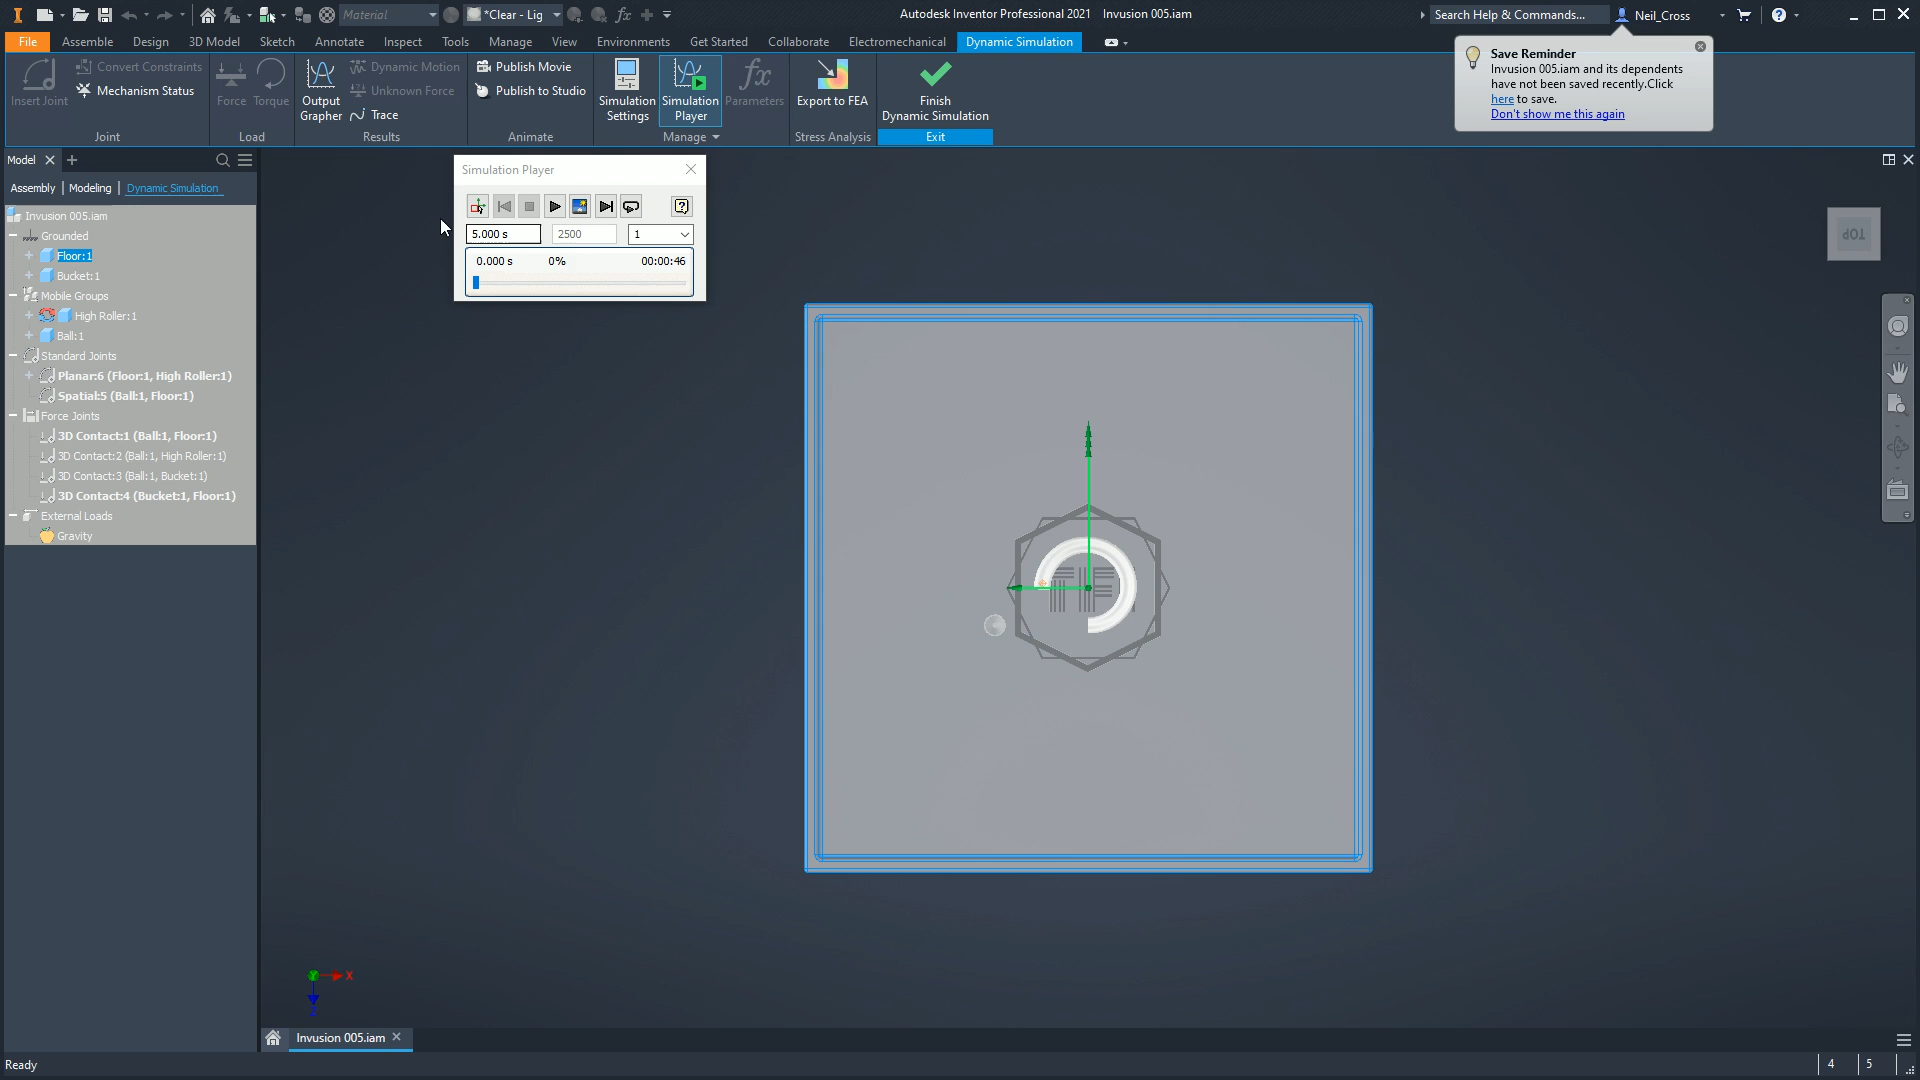 Material
*Clear - Lig
Autodesk Inventor Professional 2021 Invusion 005.iam
Search Help & Commands...
Neil_Cross
File Assemble Design 3D Model Sketch Annotate Inspect Tools Manage View Environments Get Started Collaborate Electromechanical Dynamic Simulation
Insert Joint
Convert Constraints
Mechanism Status
Joint
Force Torque
Load
Output
Grapher
Dynamic Motion
Unknown Force
Trace
Results
Publish Movie
Publish to Studio
Animate
Simulation
Settings
Simulation
Player
Parameters
Manage
Export to FEA
Stress Analysis
Finish
Dynamic Simulation
Exit
Save Reminder
Invusion 005.iam and its dependents
have not been saved recently.Click
here to save.
Don't show me this again
Model
Assembly Modeling Dynamic Simulation
Invusion 005.iam
Grounded
Floor:1
Bucket:1
Mobile Groups
High Roller:1
Ball:1
Standard Joints
Planar:6 (Floor:1, High Roller:1)
Spatial:5 (Ball:1, Floor:1)
Force Joints
3D Contact:1 (Ball:1, Floor:1)
3D Contact:2 (Ball:1, High Roller:1)
3D Contact:3 (Ball:1, Bucket:1)
3D Contact:4 (Bucket:1, Floor:1)
External Loads
Gravity
Simulation Player
5.000 s 2500 1
0.000 s 0% 00:00:46
TOP
X
Z
Invusion 005.iam
Ready
4 5